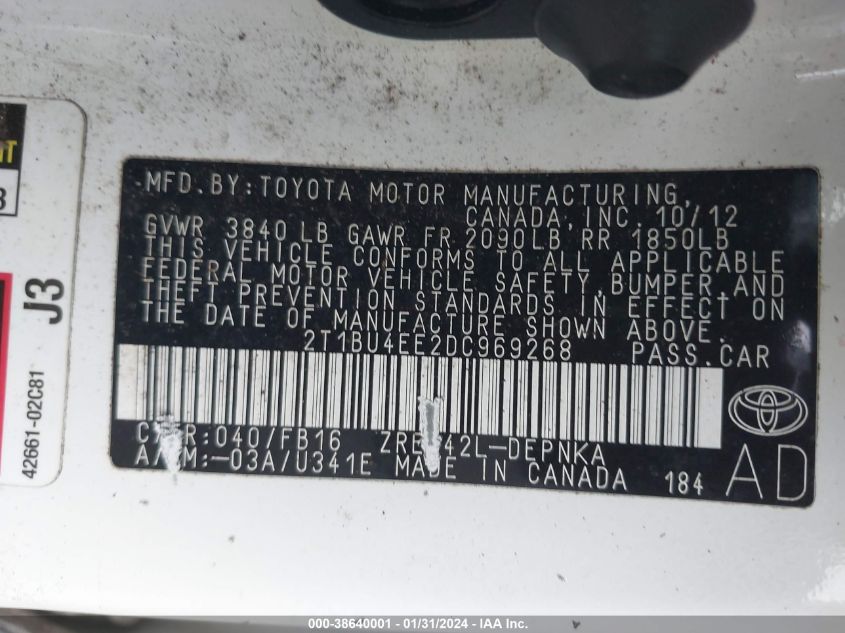 MFD.BY:TOYOTA MOTOR MANUFACTURING,
CANADA, INC. 10/12
GVWR 3840 LB GAWR FR 2090LB RR 1850LB
THIS VEHICLE CONFORMS TO ALL APPLICABLE
FEDERAL MOTOR VEHICLE SAFETY, BUMPER, AND
THEFT PREVENTION STANDARDS IN EFFECT ON
THE DATE OF MANUFACTURE SHOWN ABOVE.
2T1BU4EE2DC969268 PASS.CAR
040/FB16 42L-DEPNKA
-03A/U341E MADE IN CANADA 184
AD
J3
42661-02C81
000-38640001 - 01/31/2024 - IAA Inc.